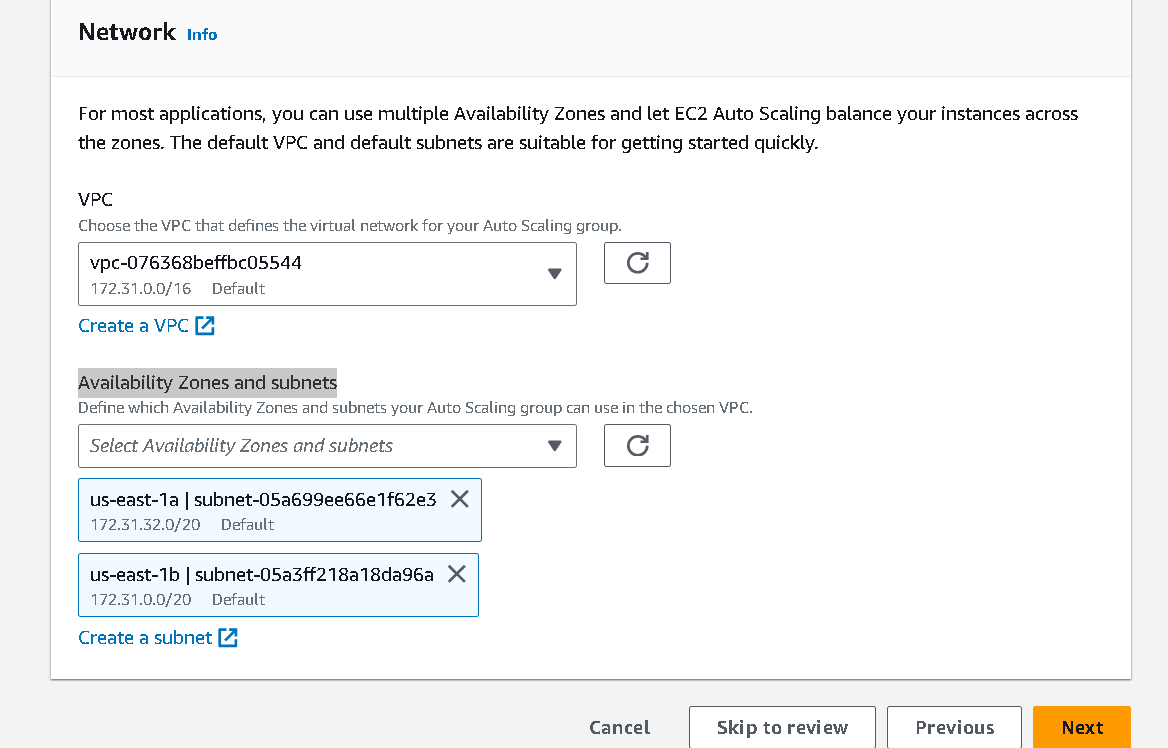 Network Info
For most applications, you can use multiple Availability Zones and let EC2 Auto Scaling balance your instances across
the zones. The default VPC and default subnets are suitable for getting started quickly.
VPC
Choose the VPC that defines the virtual network for your Auto Scaling group.
vpc-076368beffbc05544
172.31.0.0/16 Default
Create a VPC
Availability Zones and subnets
Define which Availability Zones and subnets your Auto Scaling group can use in the chosen VPC.
Select Availability Zones and subnets
us-east-1a | subnet-05a699ee66e1f62e3
172.31.32.0/20 Default
us-east-1b | subnet-05a3ff218a18da96a
172.31.0.0/20 Default
Create a subnet
Cancel Skip to review Previous Next